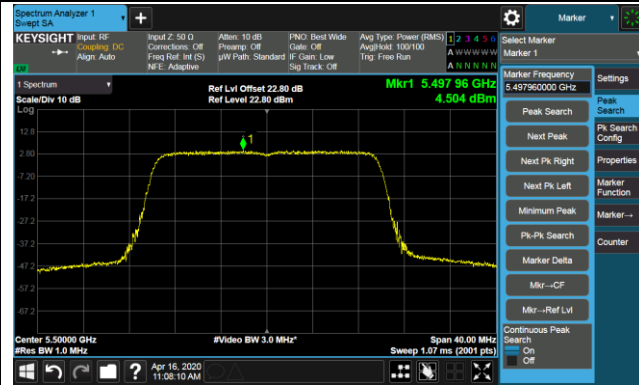 Spectrum Analyzer 1
Swept SA
Marker
KEYSIGHT
Input: RF
Coupling: DC
Align: Auto
Input Z: 50 Ω
Corrections: Off
Freq Ref: Int (S)
NFE: Adaptive
Atten: 10 dB
Preamp: Off
µW Path: Standard
PNO: Best Wide
Gate: Off
IF Gain: Low
Sig Track: Off
Avg Type: Power (RMS)
Avg|Hold: 100/100
Trig: Free Run
1 2 3 4 5 6
A W W W W W
A N N N N N
Select Marker
Marker 1
1 Spectrum
Scale/Div 10 dB
Log
Ref Lvl Offset 22.80 dB
Ref Level 22.80 dBm
Mkr1 5.497 96 GHz
4.504 dBm
1
12.8
2.80
-7.20
-17.2
-27.2
-37.2
-47.2
-57.2
-67.2
Center 5.50000 GHz
#Res BW 1.0 MHz
#Video BW 3.0 MHz*
Span 40.00 MHz
Sweep 1.07 ms (2001 pts)
Marker Frequency
5.497960000 GHz
Peak Search
Next Peak
Next Pk Right
Next Pk Left
Minimum Peak
Pk-Pk Search
Marker Delta
Mkr→CF
Mkr→Ref Lvl
Continuous Peak
Search
On
Off
Settings
Peak
Search
Pk Search
Config
Properties
Marker
Function
Marker→
Counter
Apr 16, 2020
11:08:10 AM